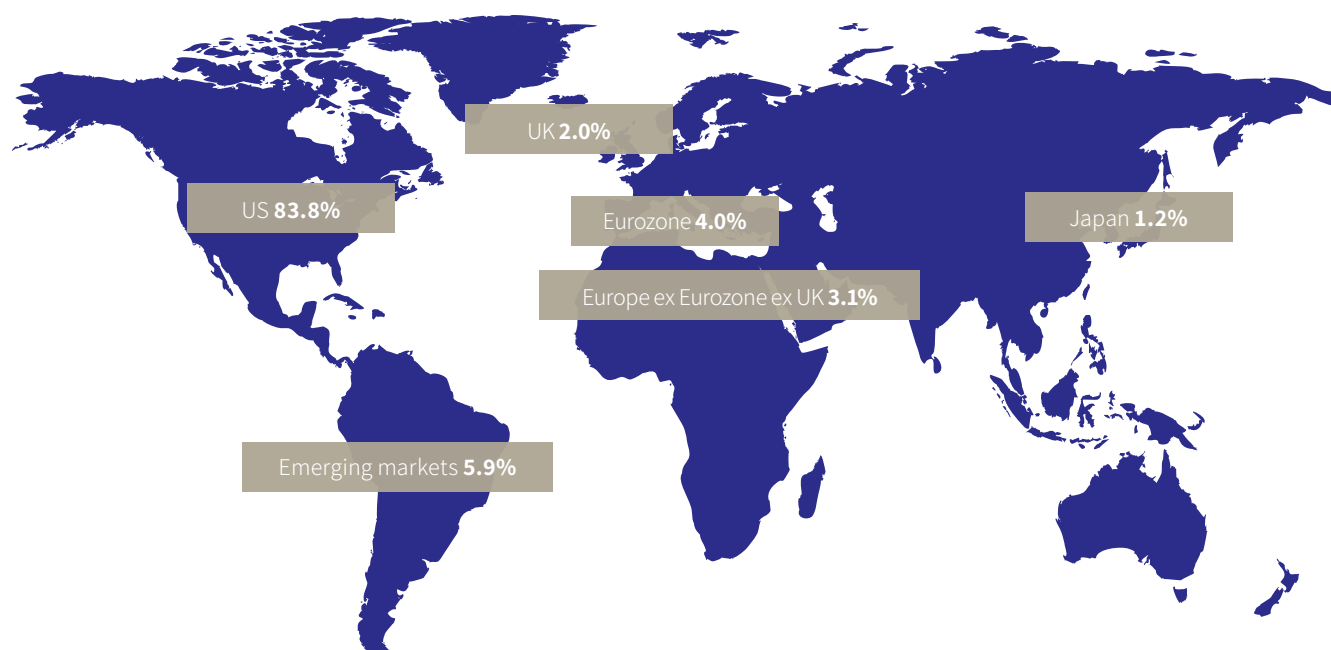 UK 2.0%
US 83.8%
Eurozone 4.0%
Japan 1.2%
Europe ex Eurozone ex UK 3.1%
Emerging markets 5.9%